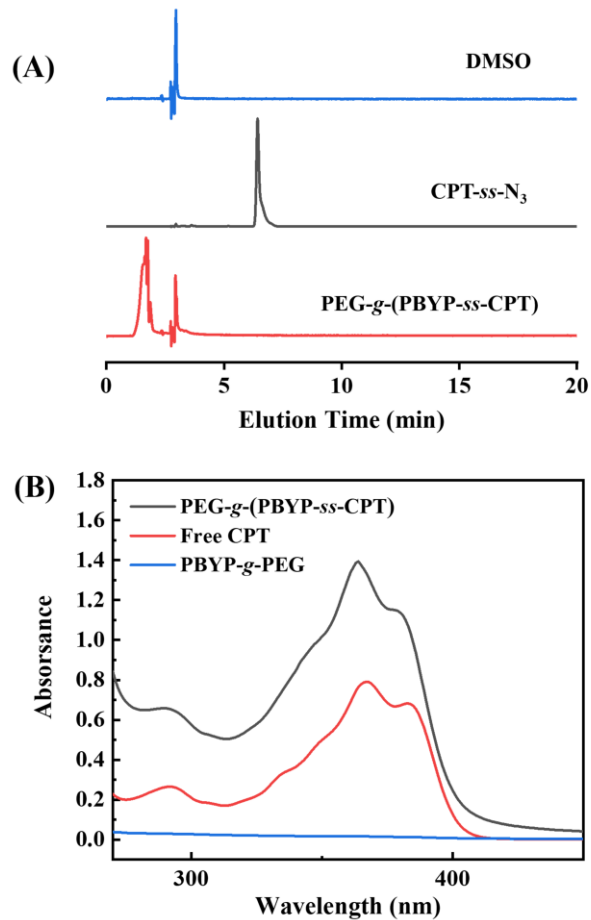 (A)
DMSO
CPT-ss-N₃
PEG-g-(PBYP-ss-CPT)
0 5 10 15 20
Elution Time (min)
(B)
1.8
1.6
1.4
1.2
1.0
0.8
0.6
0.4
0.2
0.0
Absorsance
PEG-g-(PBYP-ss-CPT)
Free CPT
PBYP-g-PEG
300 400
Wavelength (nm)